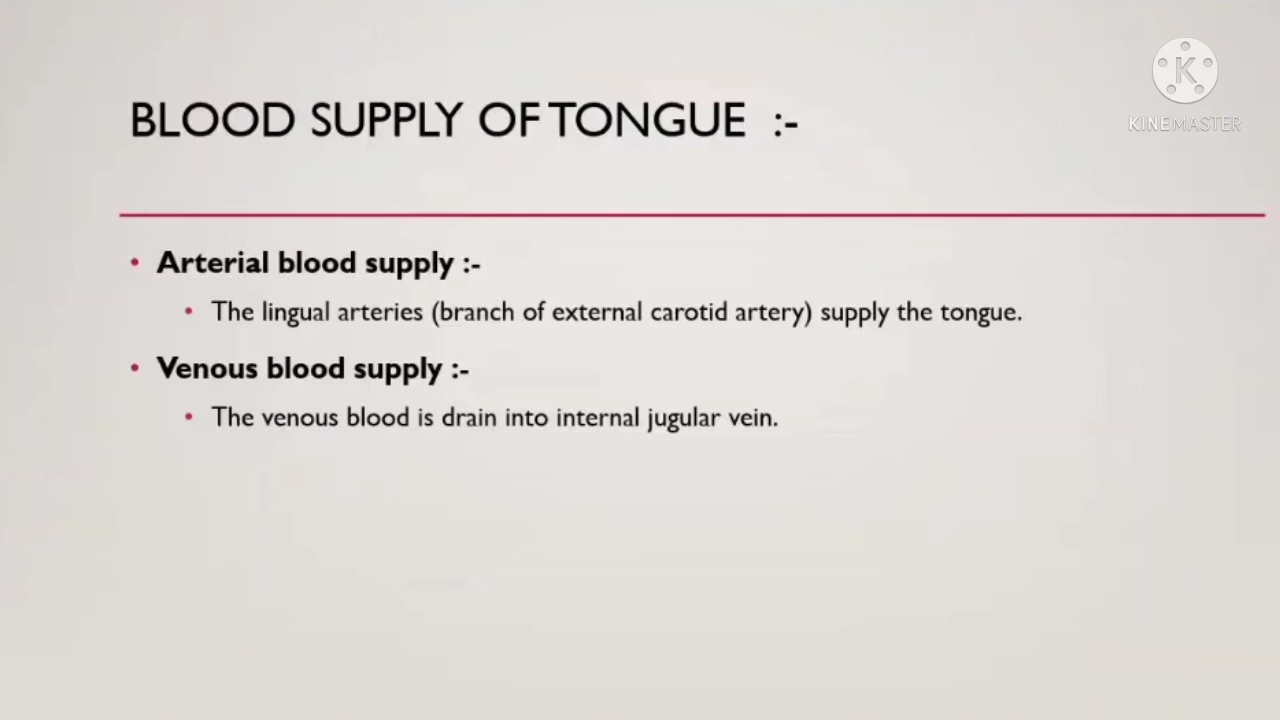 KINEMASTER
BLOOD SUPPLY OF TONGUE :-
• Arterial blood supply :-
• The lingual arteries (branch of external carotid artery) supply the tongue.
• Venous blood supply :-
• The venous blood is drain into internal jugular vein.